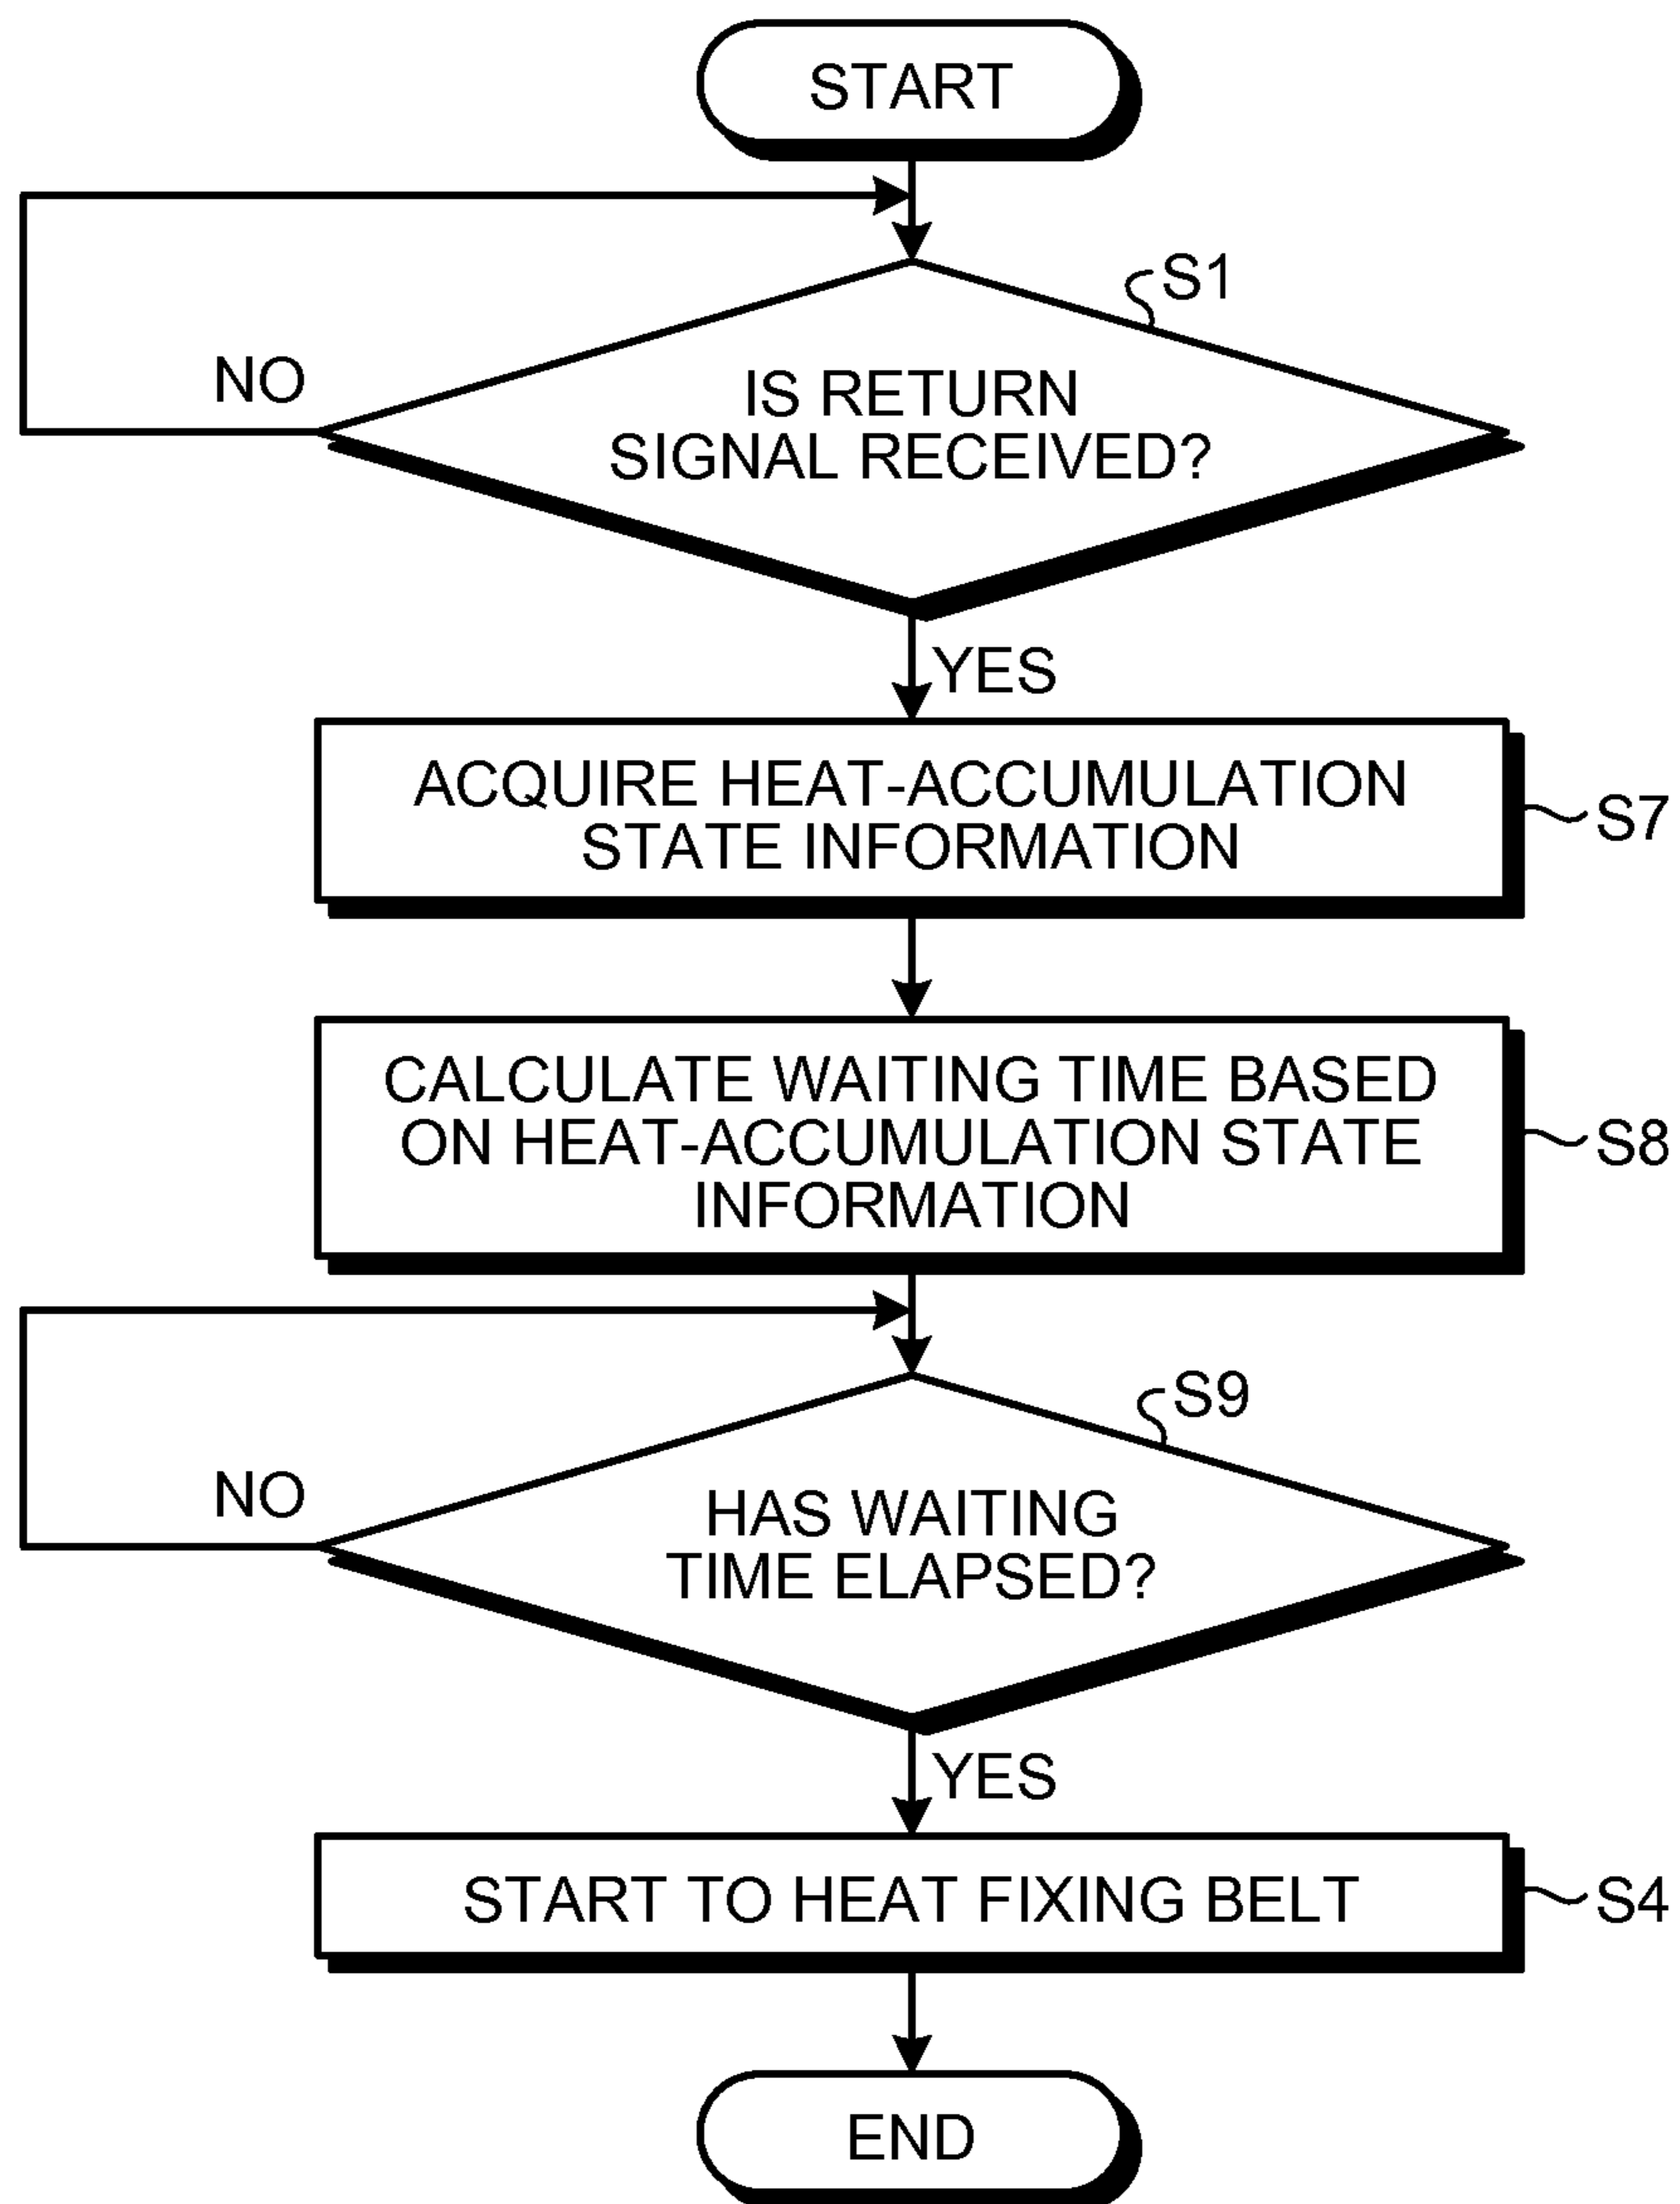 START
S1
NO
IS RETURN
SIGNAL RECEIVED?
YES
ACQUIRE HEAT-ACCUMULATION
STATE INFORMATION
S7
CALCULATE WAITING TIME BASED
ON HEAT-ACCUMULATION STATE
INFORMATION
S8
S9
NO
HAS WAITING
TIME ELAPSED?
YES
START TO HEAT FIXING BELT
S4
END